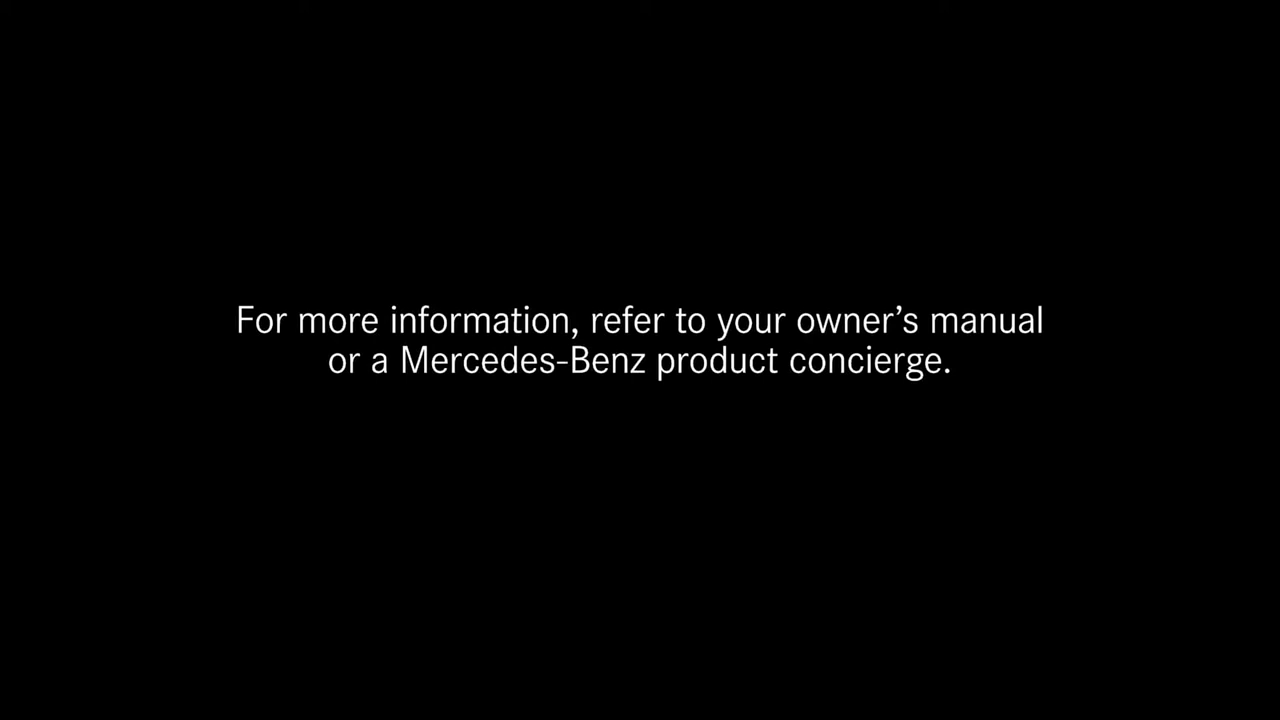 For more information, refer to your owner’s manual
or a Mercedes-Benz product concierge.